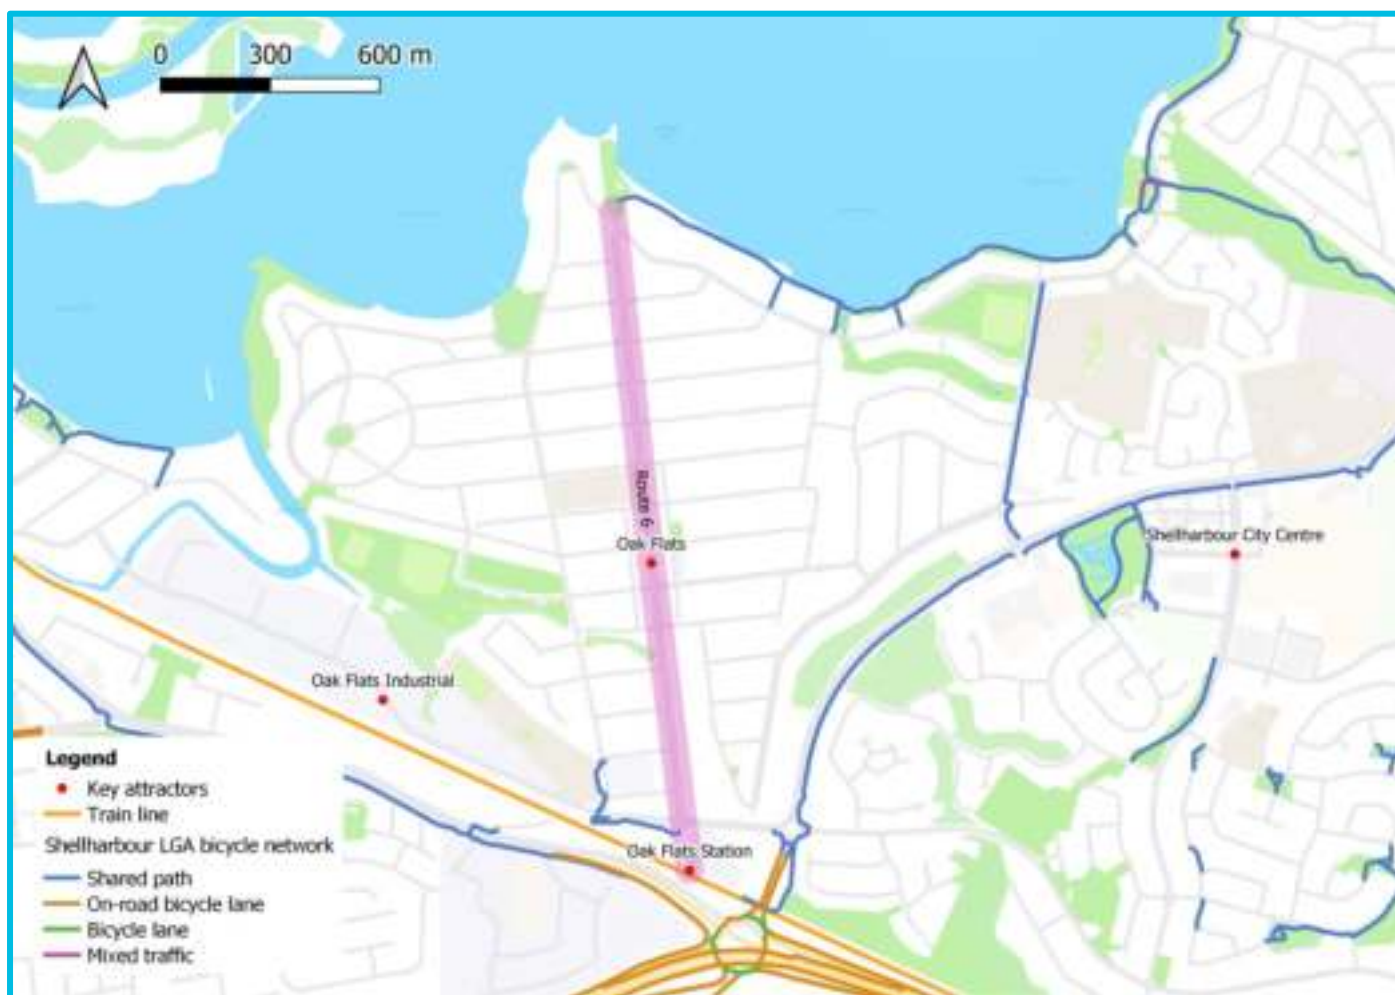 0 300 600 m
Route 6
Oak Flats
Shellharbour City Centre
Oak Flats Industrial
Oak Flats Station
Legend
Key attractors
Train line
Shellharbour LGA bicycle network
Shared path
On-road bicycle lane
Bicycle lane
Mixed traffic